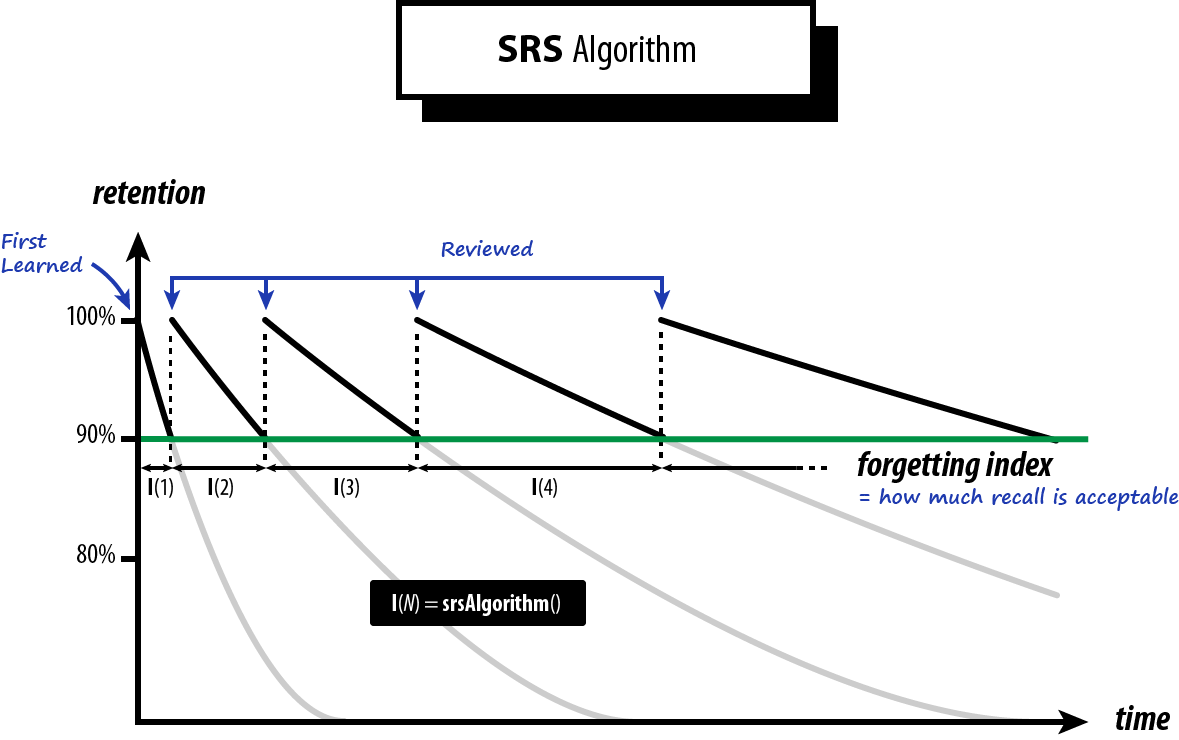 SRS Algorithm
retention
First
Learned
Reviewed
100%
90%
forgetting index
= how much recall is acceptable
I(1)
I(2)
I(3)
I(4)
80%
I(N) = srsAlgorithm()
time